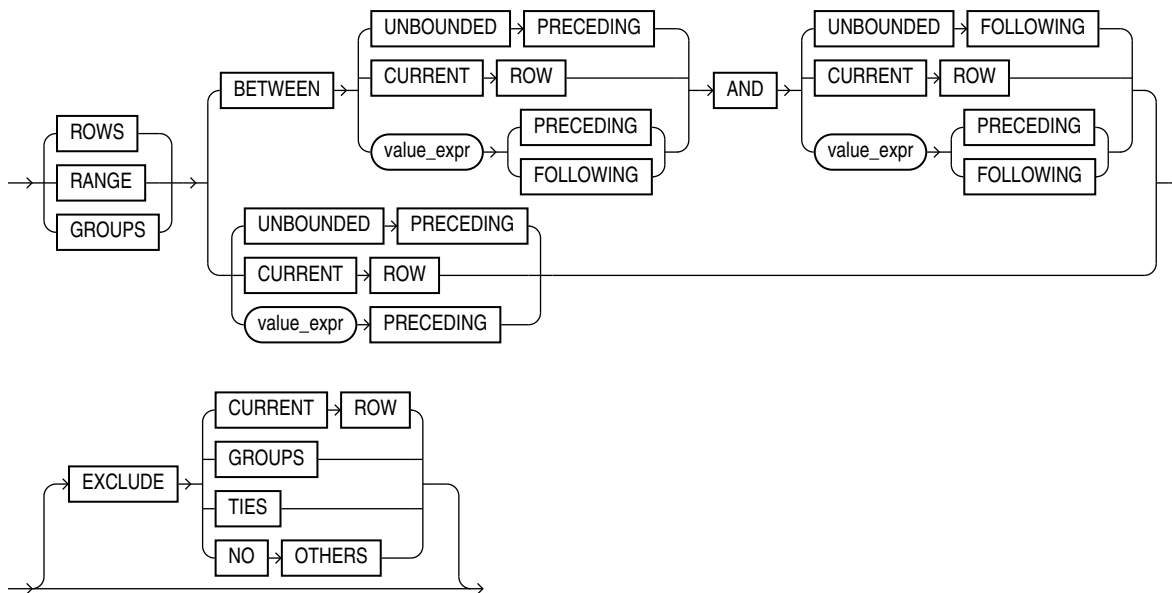 UNBOUNDED PRECEDING UNBOUNDED FOLLOWING
BETWEEN CURRENT ROW AND CURRENT ROW
ROWS value_expr PRECEDING value_expr PRECEDING
RANGE FOLLOWING FOLLOWING
GROUPS UNBOUNDED PRECEDING
CURRENT ROW
value_expr PRECEDING
CURRENT ROW
GROUPS
EXCLUDE
TIES
NO OTHERS